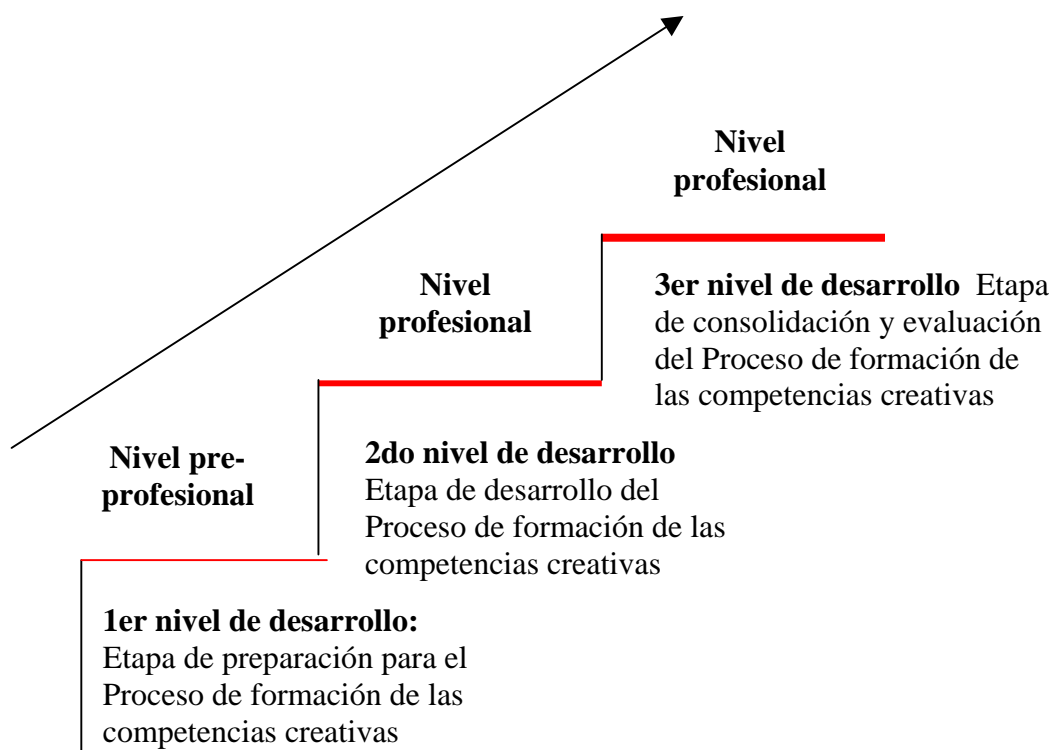 Nivel
profesional
Nivel
profesional
3er nivel de desarrollo  Etapa
de consolidación y evaluación
del Proceso de formación de
las competencias creativas
Nivel pre-
profesional
2do nivel de desarrollo
Etapa de desarrollo del
Proceso de formación de las
competencias creativas
1er nivel de desarrollo:
Etapa de preparación para el
Proceso de formación de las
competencias creativas